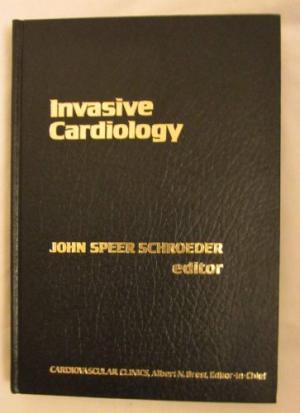 Invasive
Cardiology
JOHN SPEER SCHROEDER
editor
CARDIOVASCULAR CLINICS, Albert N. Brest, Editor-in-Chief